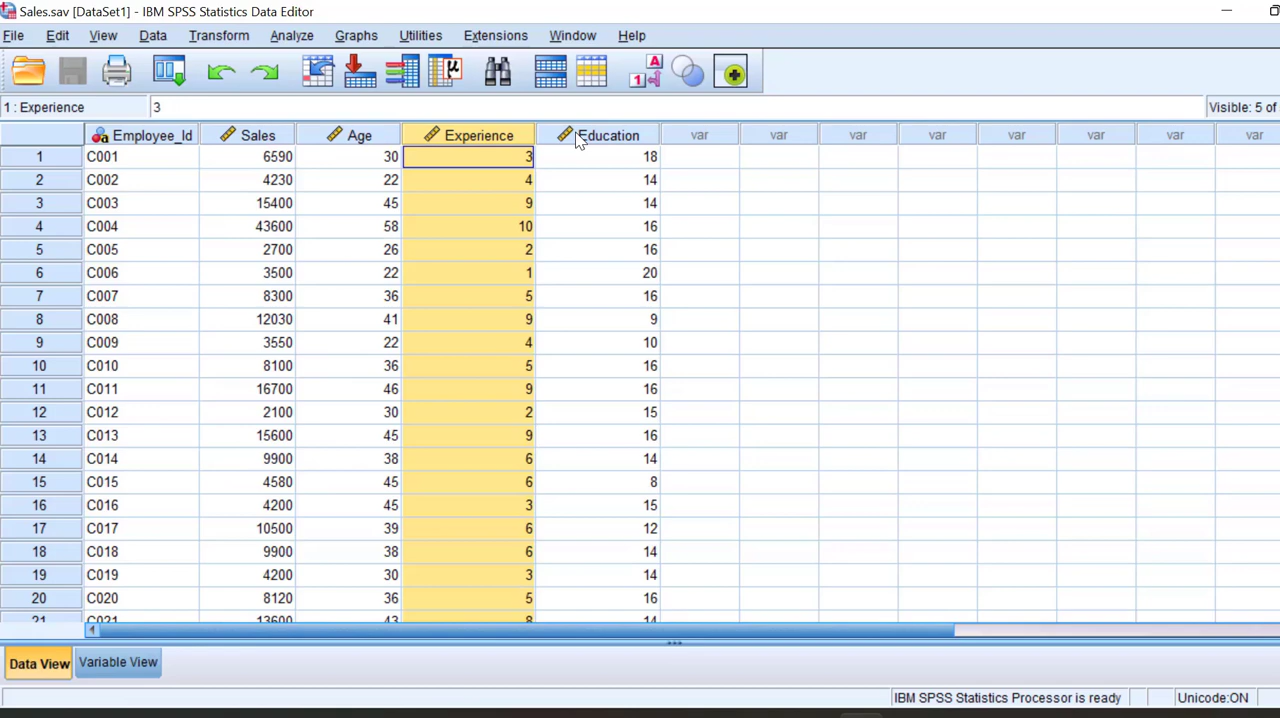 Sales.sav [DataSet1] - IBM SPSS Statistics Data Editor
File Edit View Data Transform Analyze Graphs Utilities Extensions Window Help
1 : Experience 3 Visible: 5 of
Employee_Id Sales Age Experience Education var var var var var var var var
1 C001 6590 30 3 18
2 C002 4230 22 4 14
3 C003 15400 45 9 14
4 C004 43600 58 10 16
5 C005 2700 26 2 16
6 C006 3500 22 1 20
7 C007 8300 36 5 16
8 C008 12030 41 9 9
9 C009 3550 22 4 10
10 C010 8100 36 5 16
11 C011 16700 46 9 16
12 C012 2100 30 2 15
13 C013 15600 45 9 16
14 C014 9900 38 6 14
15 C015 4580 45 6 8
16 C016 4200 45 3 15
17 C017 10500 39 6 12
18 C018 9900 38 6 14
19 C019 4200 30 3 14
20 C020 8120 36 5 16
21 C021 13600 43 8 14
Data View Variable View
IBM SPSS Statistics Processor is ready Unicode:ON